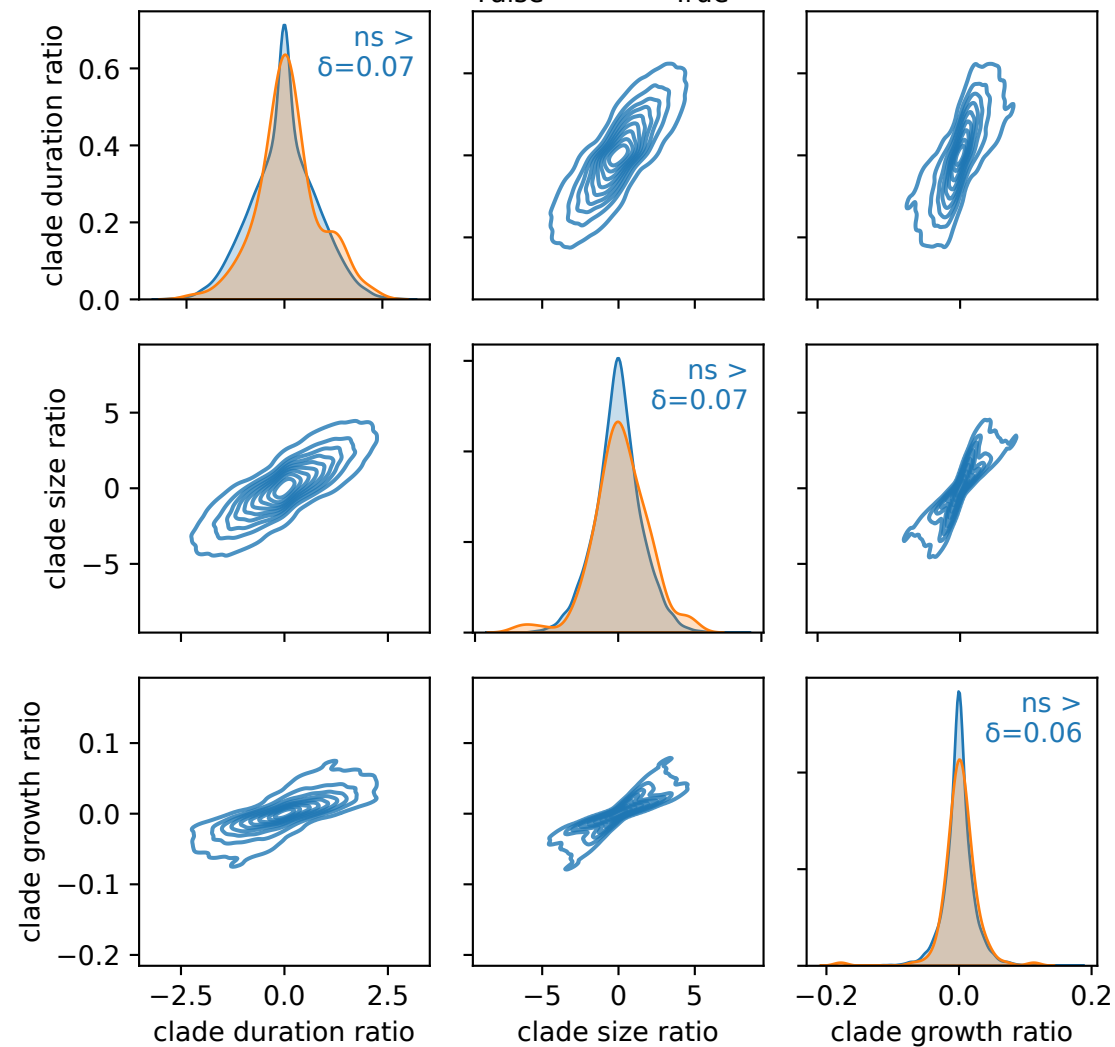 clade duration ratio
0.6
0.4
0.2
0.0
ns >
δ=0.07
clade size ratio
5
0
−5
ns >
δ=0.07
clade growth ratio
0.1
0.0
−0.1
−0.2
ns >
δ=0.06
−2.5 0.0 2.5
−5 0 5
−0.2 0.0 0.2
clade duration ratio
clade size ratio
clade growth ratio